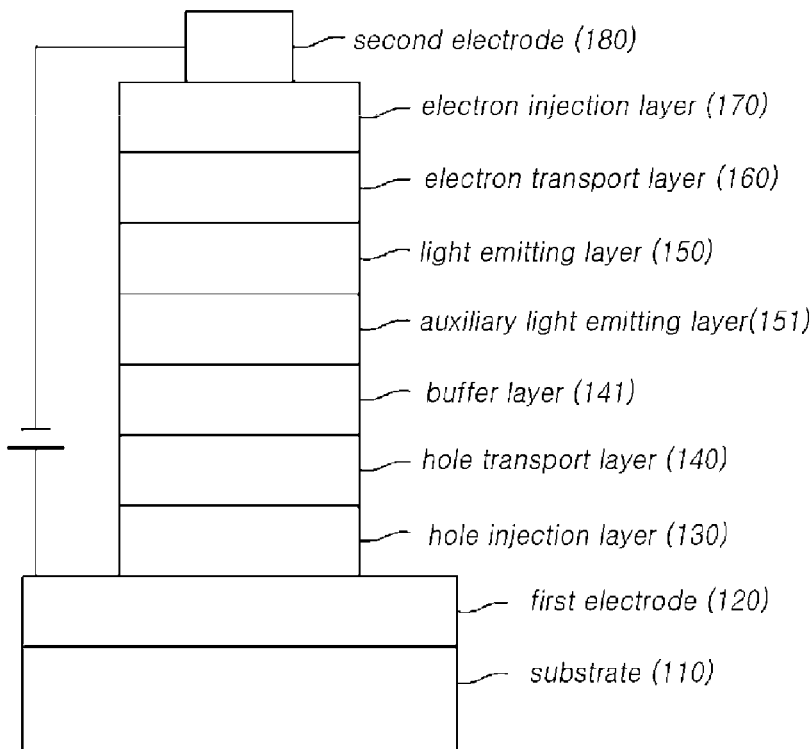 second electrode (180)
electron injection layer (170)
electron transport layer (160)
light emitting layer (150)
auxiliary light emitting layer(151)
buffer layer (141)
hole transport layer (140)
hole injection layer (130)
first electrode (120)
substrate (110)